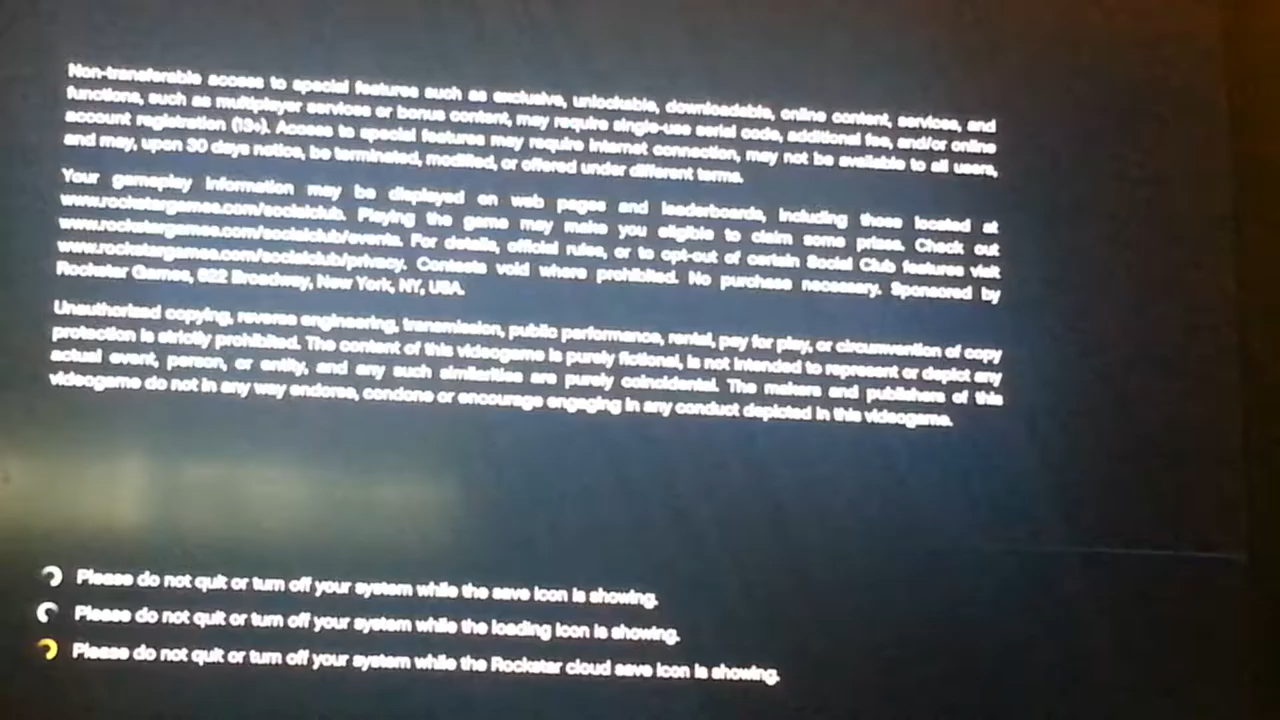 Non-transferable access to special features such as exclusive, unlockable, downloadable, online content, services, and
functions, such as multiplayer services or bonus content, may require single-use serial code, additional fee, and/or online
account registration (13+). Access to special features may require internet connection, may not be available to all users,
and may, upon 30 days notice, be terminated, modified, or offered under different terms.
Your gameplay information may be displayed on web pages and leaderboards, including those located at
www.rockstargames.com/socialclub. Playing the game may make you eligible to claim some prizes. Check out
www.rockstargames.com/socialclub/events. For details, official rules, or to opt-out of certain Social Club features visit
www.rockstargames.com/socialclub/privacy. Contests void where prohibited. No purchase necessary. Sponsored by
Rockstar Games, 622 Broadway, New York, NY, USA.
Unauthorized copying, reverse engineering, transmission, public performance, rental, pay for play, or circumvention of copy
protection is strictly prohibited. The content of this videogame is purely fictional, is not intended to represent or depict any
actual event, person, or entity, and any such similarities are purely coincidental. The makers and publishers of this
videogame do not in any way endorse, condone or encourage engaging in any conduct depicted in this videogame.
Please do not quit or turn off your system while the save icon is showing.
Please do not quit or turn off your system while the loading icon is showing.
Please do not quit or turn off your system while the Rockstar cloud save icon is showing.